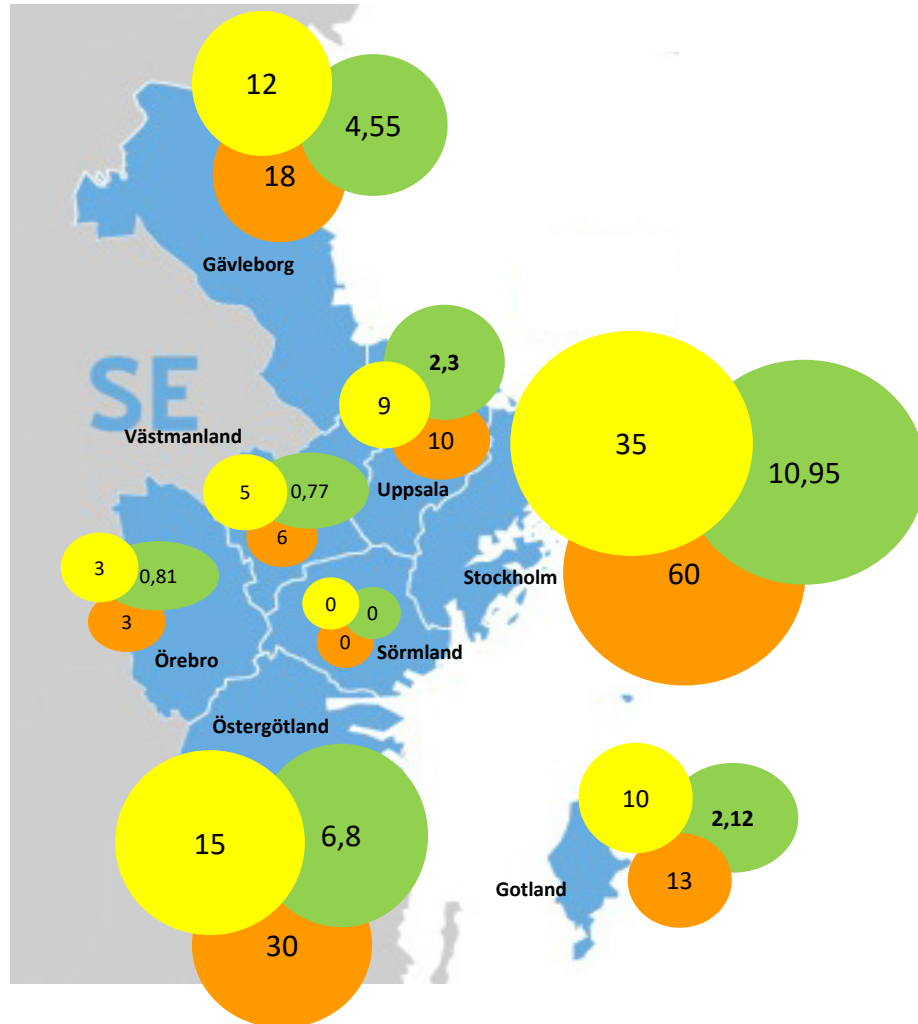 12
4,55
18
Gävleborg
2,3
SE
9
Västmanland
10
35
10,95
5
0,77
Uppsala
6
3
0,81
Stockholm
60
3
0
0
0
Sörmland
Örebro
Östergötland
10
2,12
15
6,8
13
Gotland
30